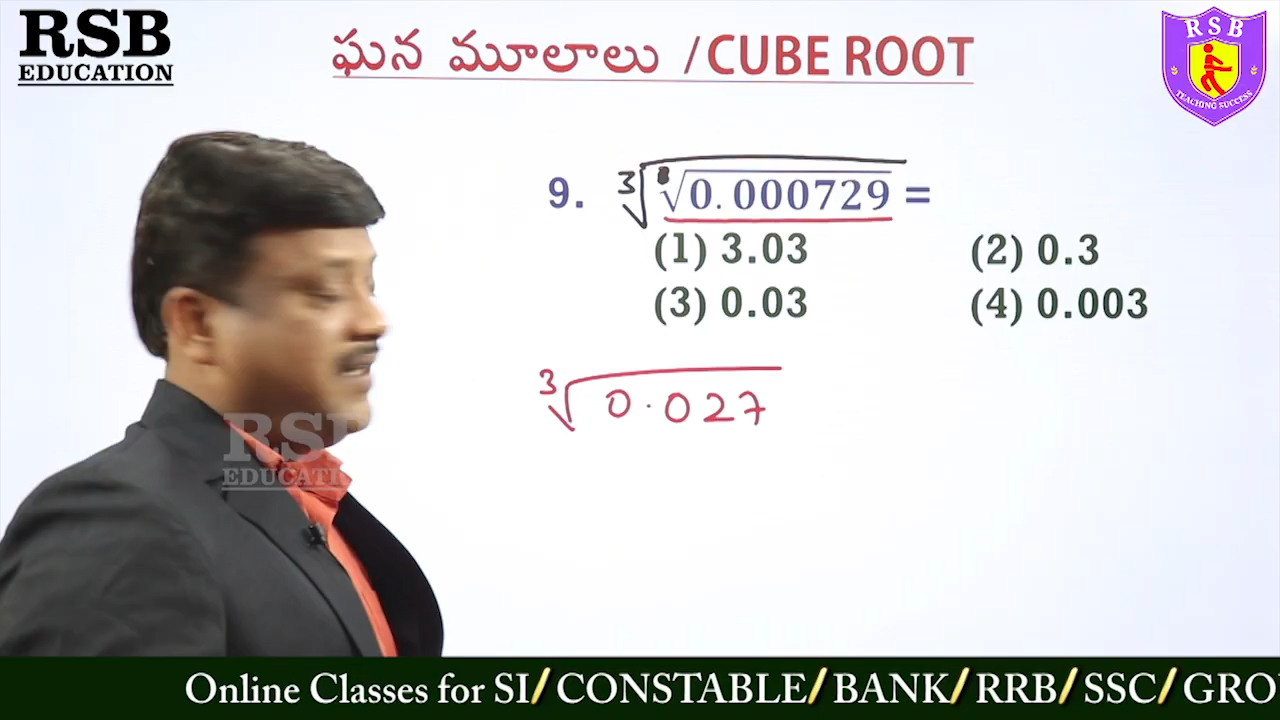 RSB
EDUCATION
ఘన మూలాలు / CUBE ROOT
RSB
TEACHING SUCCESS
9. ∛√0.000729 =
(1) 3.03 (2) 0.3
(3) 0.03 (4) 0.003
∛0.027
RSB
EDUCATI
Online Classes for SI/CONSTABLE/BANK/RRB/SSC/GRO